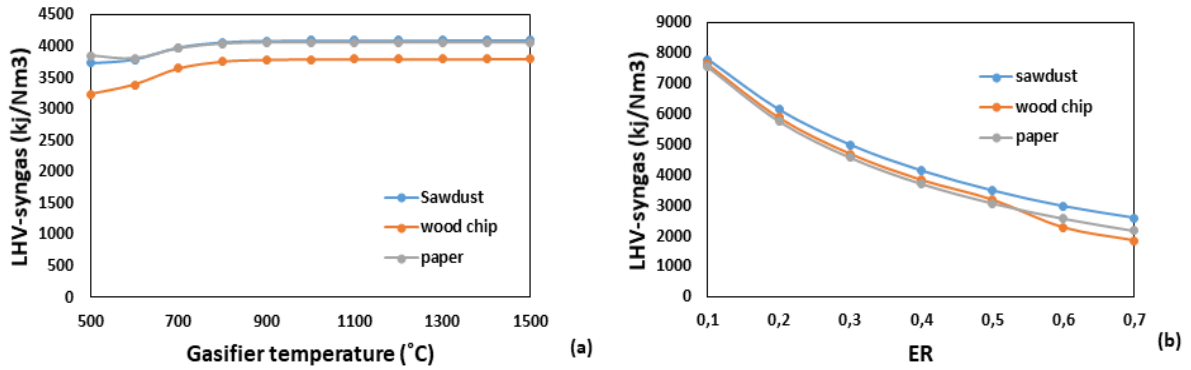 4500
4000
3500
3000
2500
2000
1500
1000
500
0
LHV-syngas (kj/Nm3)
Sawdust
wood chip
paper
500 700 900 1100 1300 1500
Gasifier temperature (˚C)
(a)
9000
8000
7000
6000
5000
4000
3000
2000
1000
0
LHV-syngas (kj/Nm3)
sawdust
wood chip
paper
0,1 0,2 0,3 0,4 0,5 0,6 0,7
ER
(b)